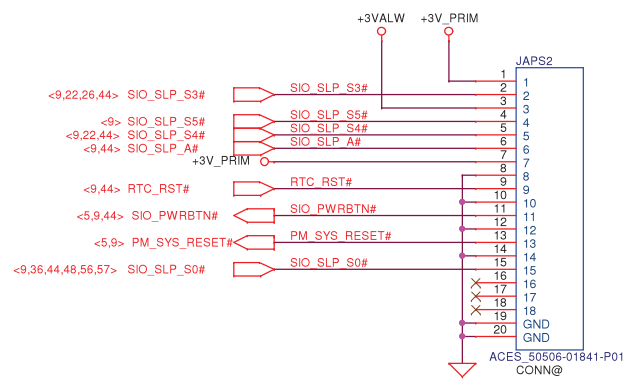 +3VALW +3V_PRIM
JAPS2
1 1
<9,22,26,44> SIO_SLP_S3# SIO_SLP_S3# 2 2
3 3
<9> SIO_SLP_S5# SIO_SLP_S5# 4 4
<9,22,44> SIO_SLP_S4# SIO_SLP_S4# 5 5
<9,44> SIO_SLP_A# SIO_SLP_A# 6 6
+3V_PRIM 7 7
8 8
<9,44> RTC_RST# RTC_RST# 9 9
10 10
<5,9,44> SIO_PWRBTN# SIO_PWRBTN# 11 11
12 12
<5,9> PM_SYS_RESET# PM_SYS_RESET# 13 13
14 14
<9,36,44,48,56,57> SIO_SLP_S0# SIO_SLP_S0# 15 15
16 16
17 17
18 18
19 GND
20 GND
ACES_50506-01841-P01
CONN@